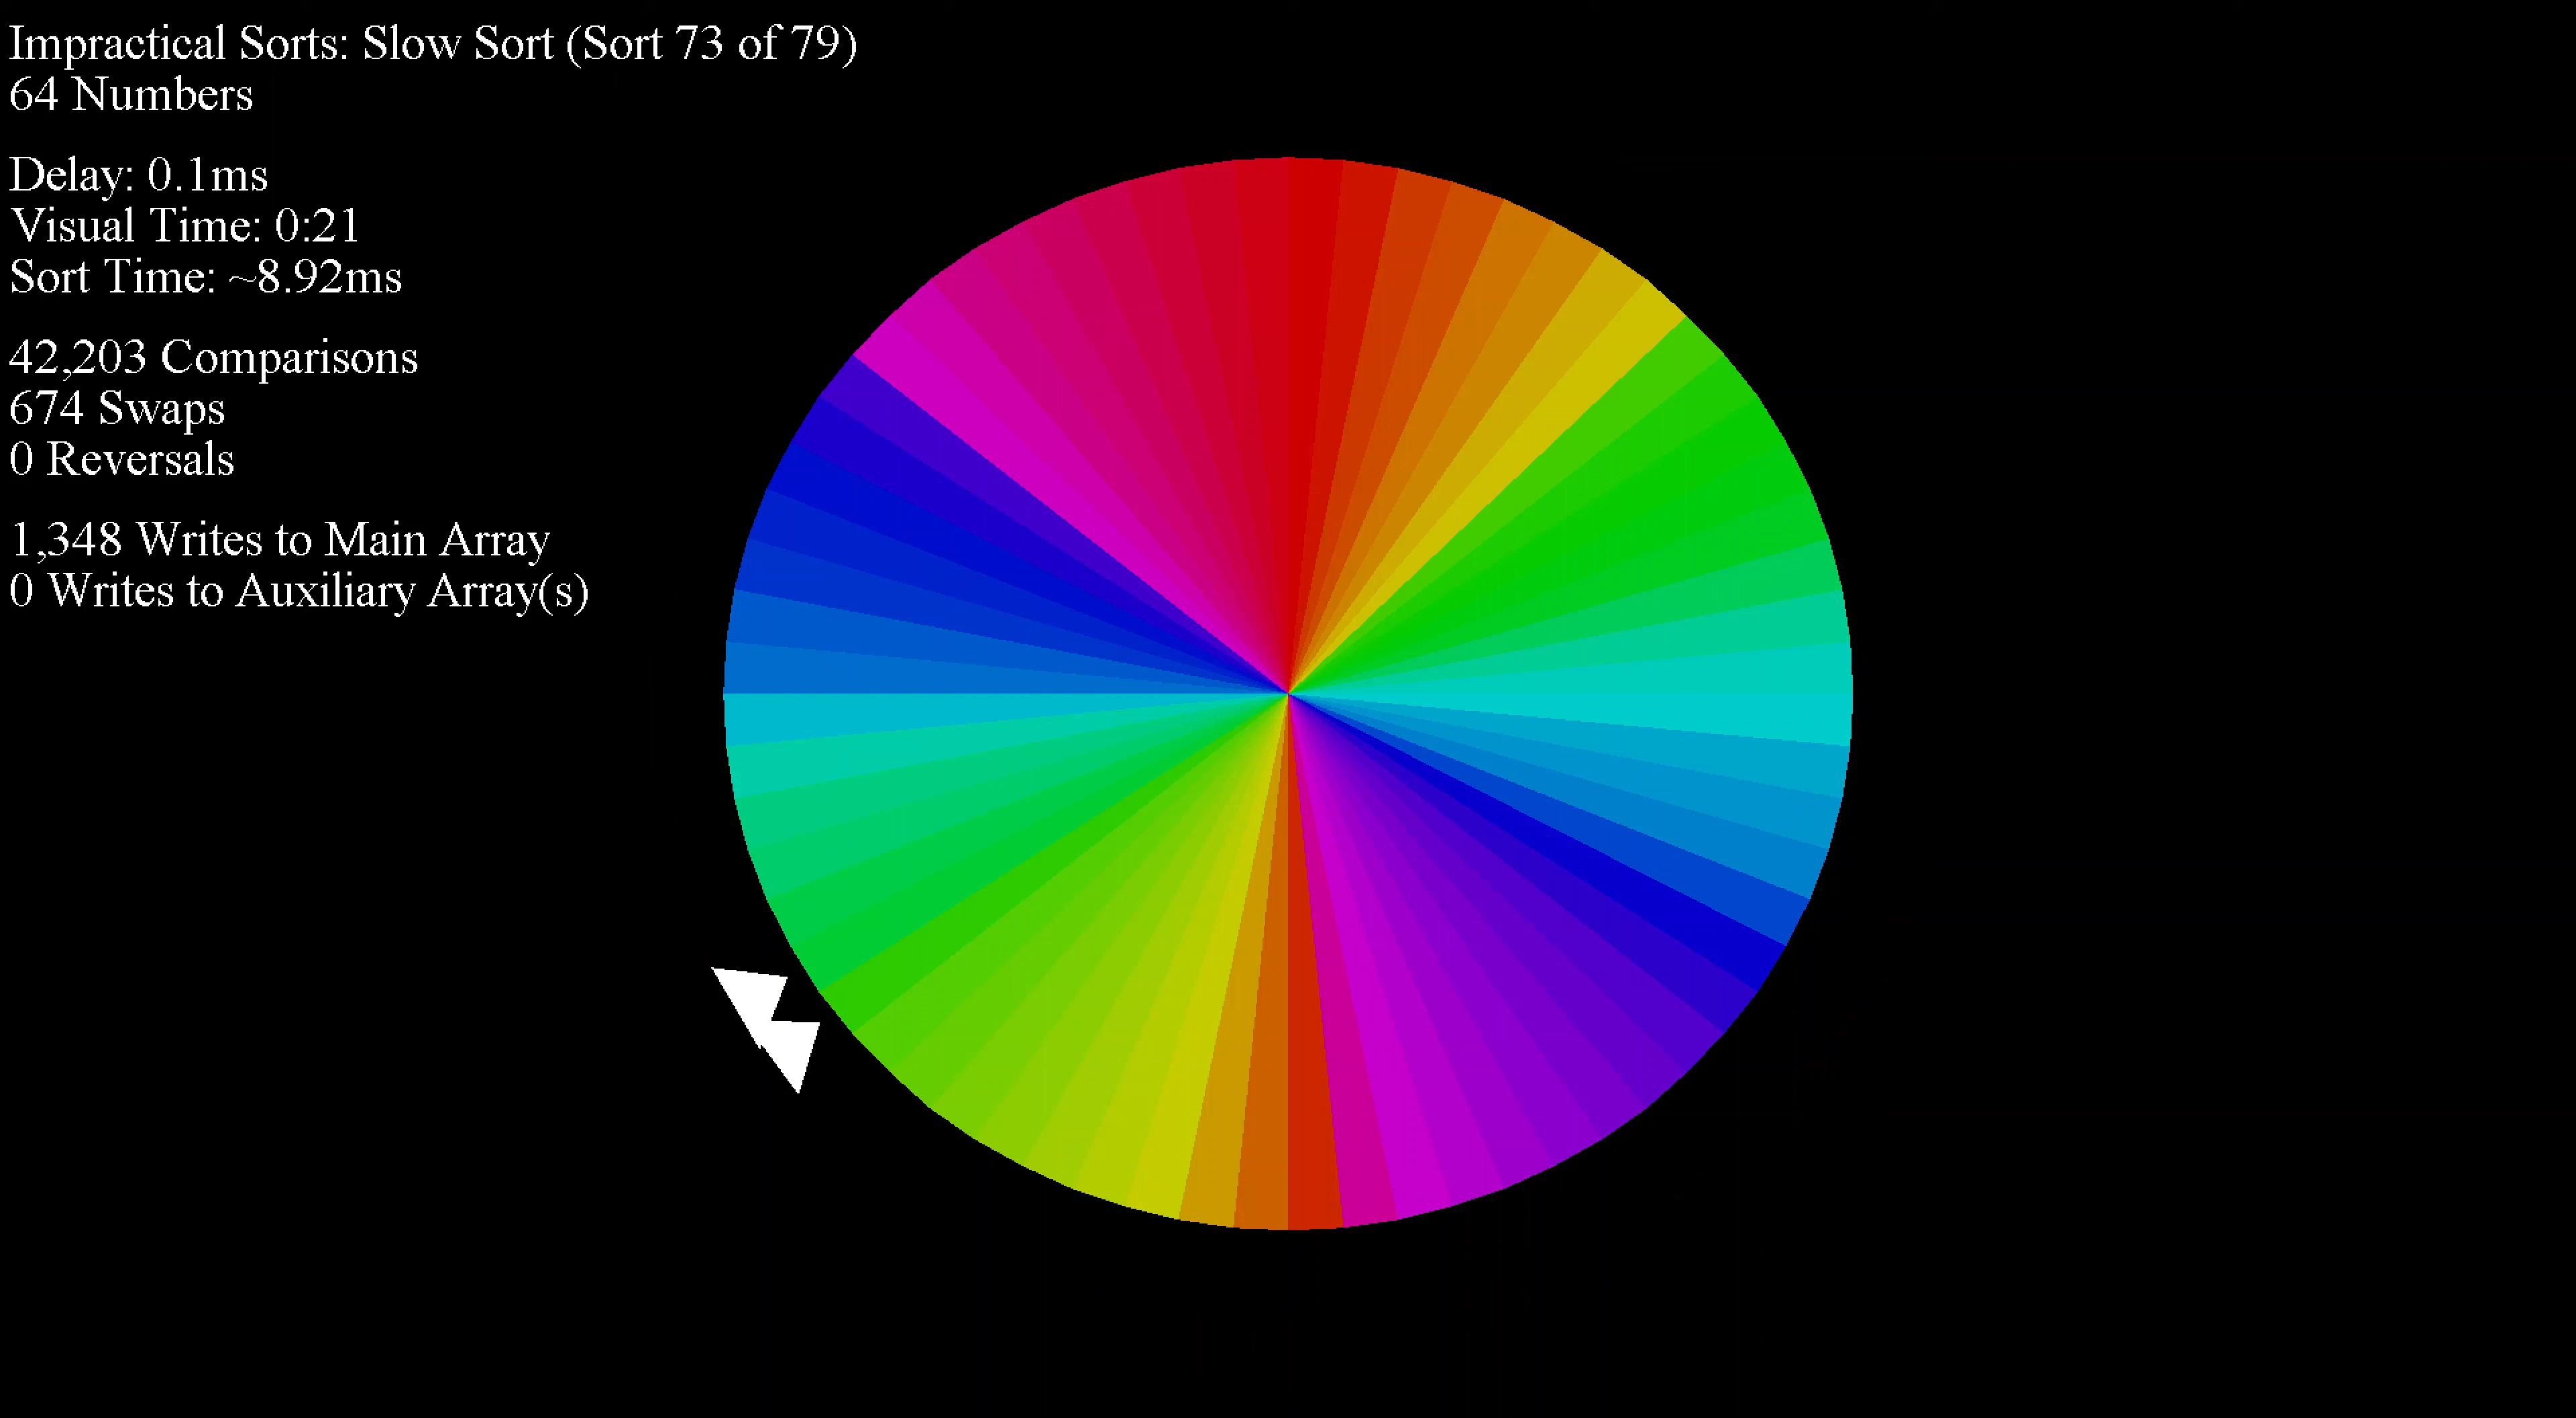 Impractical Sorts: Slow Sort (Sort 73 of 79)
64 Numbers
Delay: 0.1ms
Visual Time: 0:21
Sort Time: ~8.92ms
42,203 Comparisons
674 Swaps
0 Reversals
1,348 Writes to Main Array
0 Writes to Auxiliary Array(s)